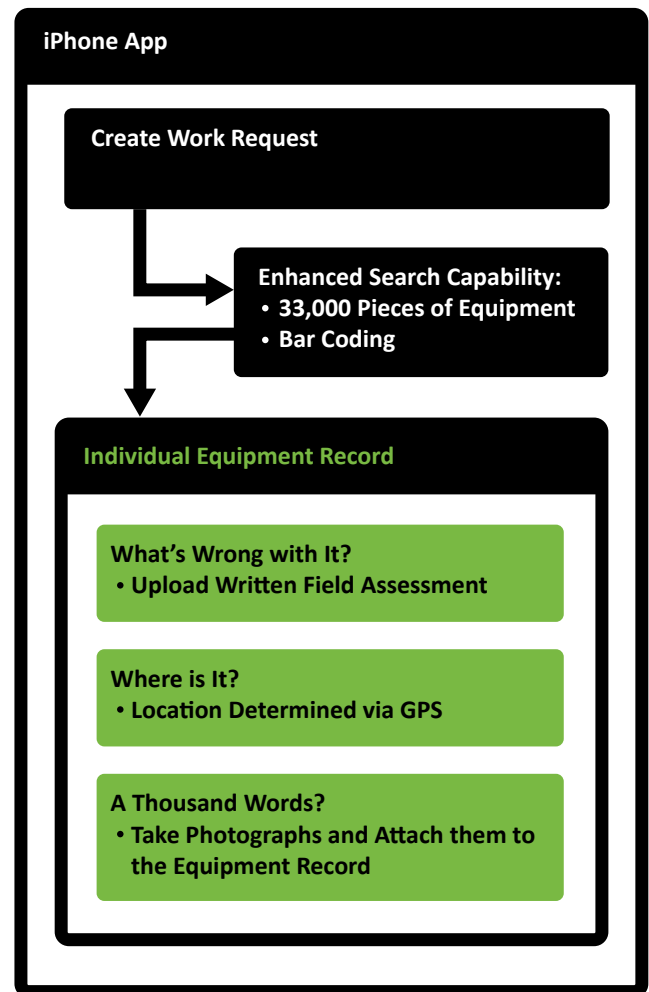 iPhone App
Create Work Request
Enhanced Search Capability:
• 33,000 Pieces of Equipment
• Bar Coding
Individual Equipment Record
What's Wrong with It?
• Upload Written Field Assessment
Where is It?
• Location Determined via GPS
A Thousand Words?
• Take Photographs and Attach them to
the Equipment Record